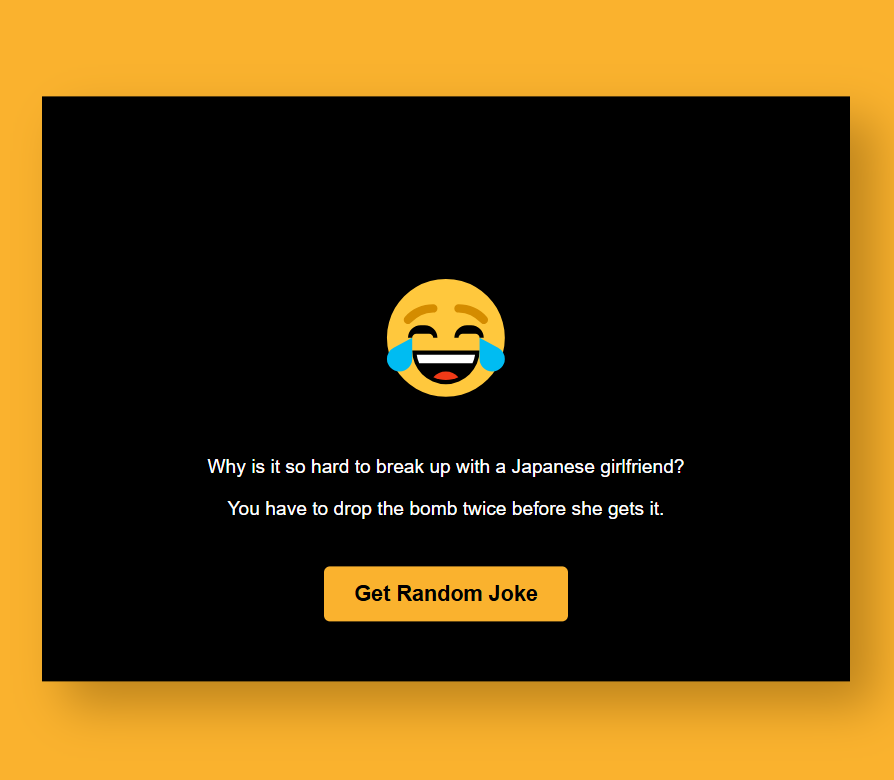 Why is it so hard to break up with a Japanese girlfriend?
You have to drop the bomb twice before she gets it.
Get Random Joke